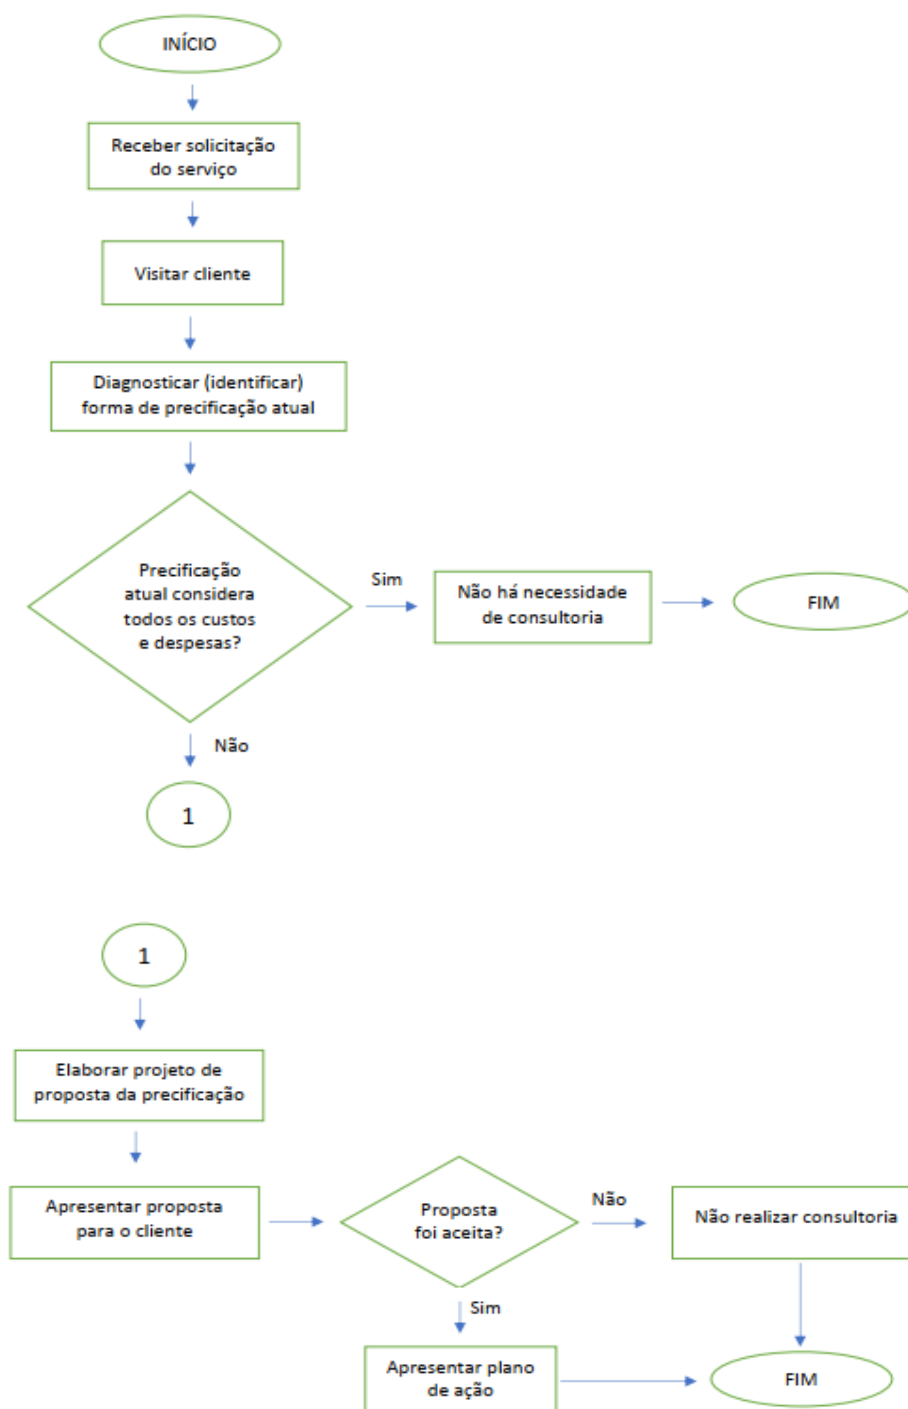 INÍCIO
Receber solicitação
do serviço
Visitar cliente
Diagnosticar (identificar)
forma de precificação atual
Precificação
atual considera
todos os custos
e despesas?
Sim
Não há necessidade
de consultoria
FIM
Não
1
1
Elaborar projeto de
proposta da precificação
Apresentar proposta
para o cliente
Proposta
foi aceita?
Não
Não realizar consultoria
Sim
Apresentar plano
de ação
FIM